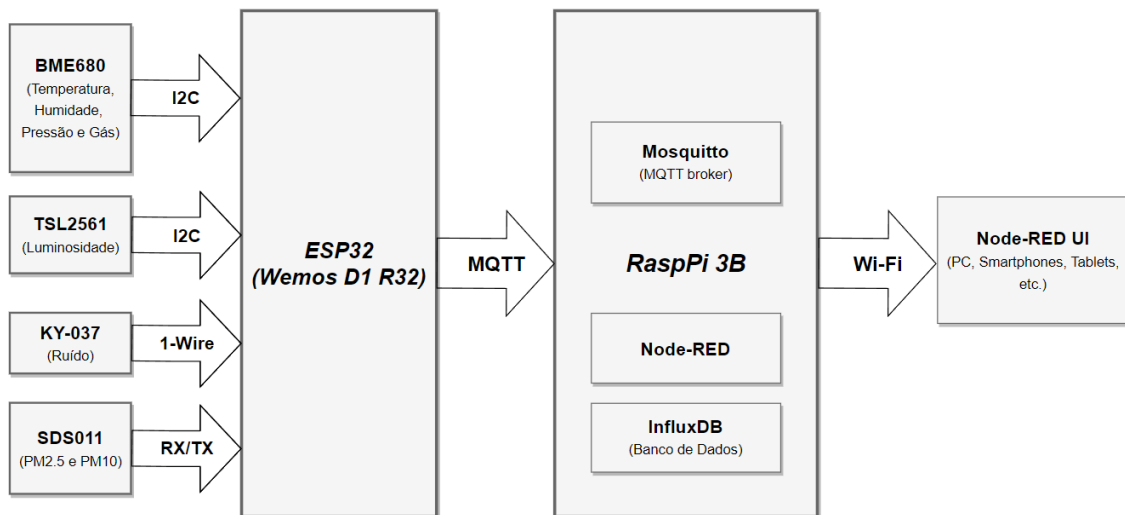 BME680
(Temperatura,
Humidade,
Pressão e Gás)
I2C
TSL2561
(Luminosidade)
I2C
KY-037
(Ruído)
1-Wire
SDS011
(PM2.5 e PM10)
RX/TX
ESP32
(Wemos D1 R32)
MQTT
Mosquitto
(MQTT broker)
RaspPi 3B
Node-RED
InfluxDB
(Banco de Dados)
Wi-Fi
Node-RED UI
(PC, Smartphones, Tablets,
etc.)